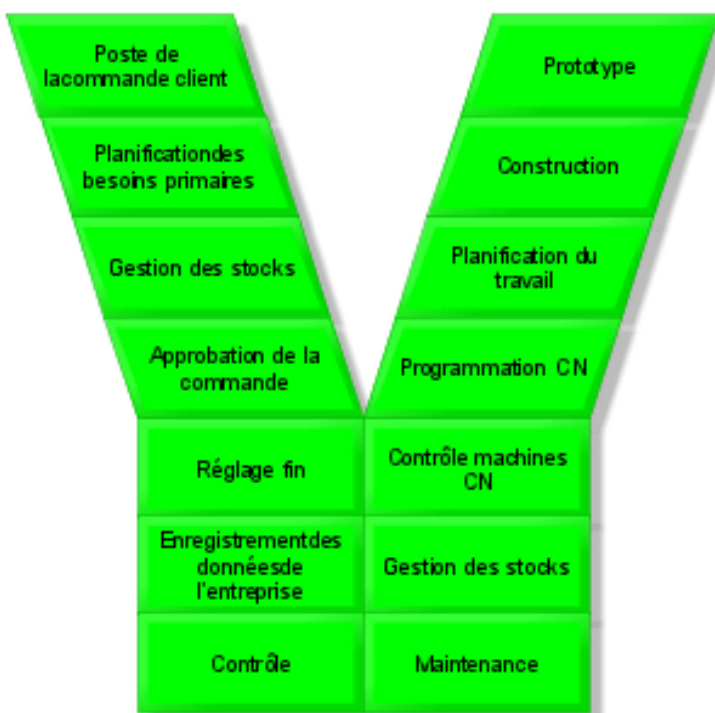 Poste de
lacommande client
Planificationdes
besoins primaires
Gestion des stocks
Approbation de la
commande
Réglage fin
Enregistrementdes
donnéesde
l'entreprise
Contrôle
Prototype
Construction
Planification du
travail
Programmation CN
Contrôle machines
CN
Gestion des stocks
Maintenance